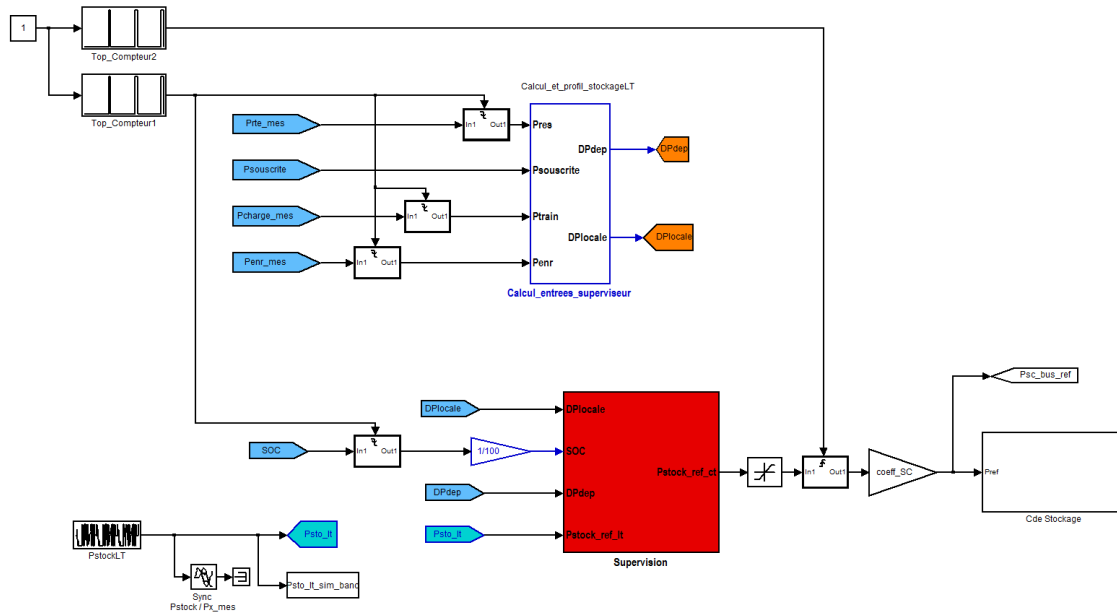 1
Top_Compteur2
Top_Compteur1
Calcul_et_profil_stockageLT
Prte_mes
In1
Out1
Pres
DPdep
DPdep
Psouscrite
Psouscrite
Pcharge_mes
In1
Out1
Ptrain
DPlocale
DPlocale
Penr_mes
In1
Out1
Penr
Calcul_entrees_superviseur
Psc_bus_ref
DPlocale
DPlocale
SOC
In1
Out1
1/100
SOC
Pstock_ref_ct
In1
Out1
coeff_SC
Pref
DPdep
DPdep
Cde Stockage
Psto_lt
Psto_lt
Pstock_ref_lt
PstockLT
Supervision
Psto_lt_sim_band
Sync
Pstock / Px_mes